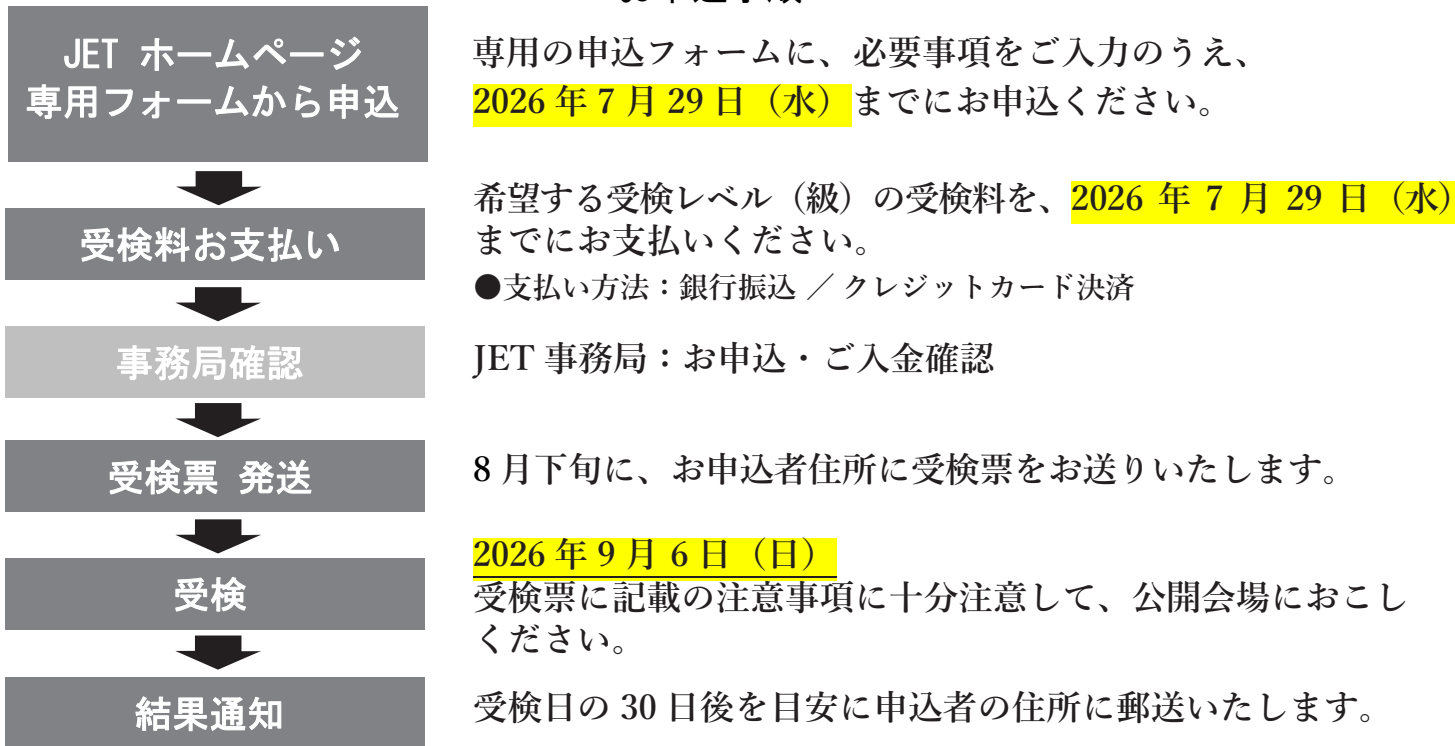 JET ホームページ
専用フォームから申込
専用の申込フォームに、必要事項をご入力のうえ、
2026 年 7 月 29 日（水）までにお申込ください。
受検料お支払い
希望する受検レベル（級）の受検料を、2026 年 7 月 29 日（水）
までにお支払いください。
●支払い方法：銀行振込 ／ クレジットカード決済
事務局確認
JET 事務局：お申込・ご入金確認
受検票 発送
8 月下旬に、お申込者住所に受検票をお送りいたします。
受検
2026 年 9 月 6 日（日）
受検票に記載の注意事項に十分注意して、公開会場におこし
ください。
結果通知
受検日の 30 日後を目安に申込者の住所に郵送いたします。